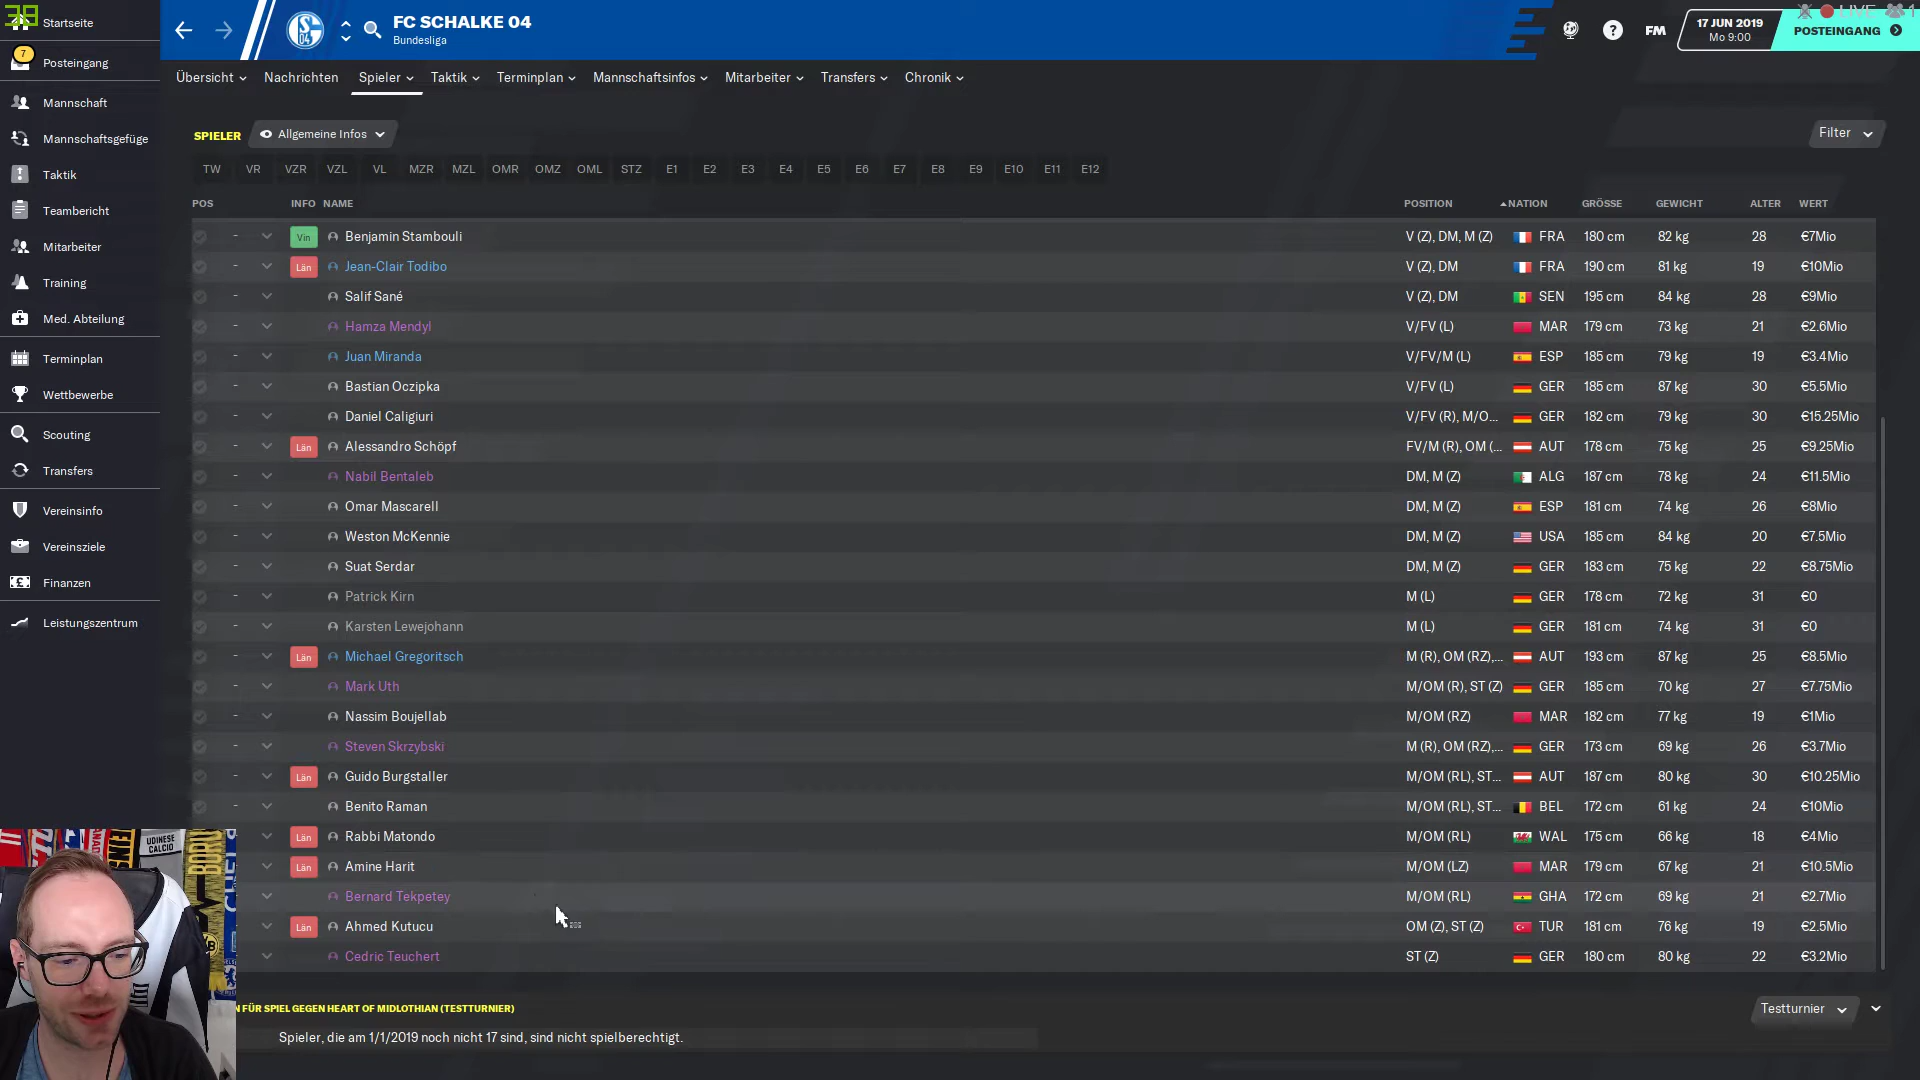 38
Startseite
7
Posteingang
Mannschaft
Mannschaftsgefüge
Taktik
Teambericht
Mitarbeiter
Training
Med. Abteilung
Terminplan
Wettbewerbe
Scouting
Transfers
Vereinsinfo
Vereinsziele
Finanzen
Leistungszentrum
FC SCHALKE 04
Bundesliga
FM
17 JUN 2019
Mo 9:00
LIVE 1
POSTEINGANG
Übersicht Nachrichten Spieler Taktik Terminplan Mannschaftsinfos Mitarbeiter Transfers Chronik
SPIELER Allgemeine Infos Filter
TW VR VZR VZL VL MZR MZL OMR OMZ OML STZ E1 E2 E3 E4 E5 E6 E7 E8 E9 E10 E11 E12
POS INFO NAME POSITION NATION GRÖSSE GEWICHT ALTER WERT
- Vin Benjamin Stambouli V (Z), DM, M (Z) FRA 180 cm 82 kg 28 €7Mio
- Län Jean-Clair Todibo V (Z), DM FRA 190 cm 81 kg 19 €10Mio
- Salif Sané V (Z), DM SEN 195 cm 84 kg 28 €9Mio
- Hamza Mendyl V/FV (L) MAR 179 cm 73 kg 21 €2.6Mio
- Juan Miranda V/FV/M (L) ESP 185 cm 79 kg 19 €3.4Mio
- Bastian Oczipka V/FV (L) GER 185 cm 87 kg 30 €5.5Mio
- Daniel Caligiuri V/FV (R), M/O... GER 182 cm 79 kg 30 €15.25Mio
- Län Alessandro Schöpf FV/M (R), OM (... AUT 178 cm 75 kg 25 €9.25Mio
- Nabil Bentaleb DM, M (Z) ALG 187 cm 78 kg 24 €11.5Mio
- Omar Mascarell DM, M (Z) ESP 181 cm 74 kg 26 €8Mio
- Weston McKennie DM, M (Z) USA 185 cm 84 kg 20 €7.5Mio
- Suat Serdar DM, M (Z) GER 183 cm 75 kg 22 €8.75Mio
- Patrick Kirn M (L) GER 178 cm 72 kg 31 €0
- Karsten Lewejohann M (L) GER 181 cm 74 kg 31 €0
- Län Michael Gregoritsch M (R), OM (RZ),... AUT 193 cm 87 kg 25 €8.5Mio
- Mark Uth M/OM (R), ST (Z) GER 185 cm 70 kg 27 €7.75Mio
- Nassim Boujellab M/OM (RZ) MAR 182 cm 77 kg 19 €1Mio
- Steven Skrzybski M (R), OM (RZ),... GER 173 cm 69 kg 26 €3.7Mio
- Län Guido Burgstaller M/OM (RL), ST... AUT 187 cm 80 kg 30 €10.25Mio
- Benito Raman M/OM (RL), ST... BEL 172 cm 61 kg 24 €10Mio
Län Rabbi Matondo M/OM (RL) WAL 175 cm 66 kg 18 €4Mio
Län Amine Harit M/OM (LZ) MAR 179 cm 67 kg 21 €10.5Mio
Bernard Tekpetey M/OM (RL) GHA 172 cm 69 kg 21 €2.7Mio
Län Ahmed Kutucu OM (Z), ST (Z) TUR 181 cm 76 kg 19 €2.5Mio
Cedric Teuchert ST (Z) GER 180 cm 80 kg 22 €3.2Mio
UDINESE
CALCIO
N FÜR SPIEL GEGEN HEART OF MIDLOTHIAN (TESTTURNIER) Testturnier
Spieler, die am 1/1/2019 noch nicht 17 sind, sind nicht spielberechtigt.